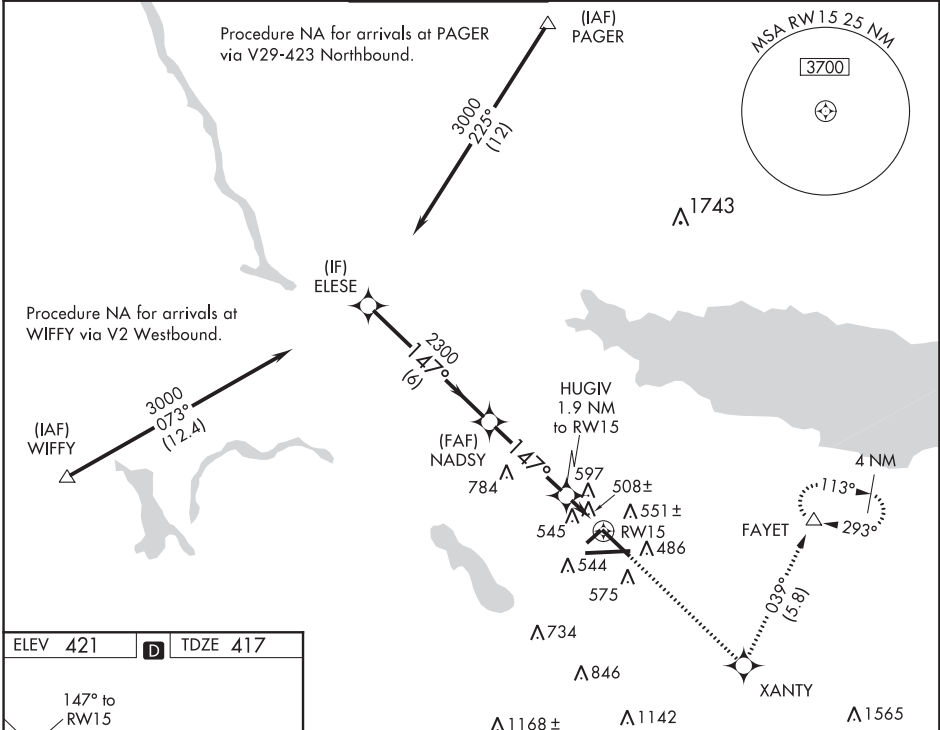 Procedure NA for arrivals at PAGER
via V29-423 Northbound.
(IAF)
PAGER
MSA RW15 25 NM
3700
3000
225°
(12)
1743
(IF)
ELESE
Procedure NA for arrivals at
WIFFY via V2 Westbound.
2300
147°
(6)
3000
073°
(12.4)
(IAF)
WIFFY
HUGIV
1.9 NM
to RW15
(FAF)
NADSY
147°
784
597
508±
545
551±
RW15
486
544
575
4 NM
113°
FAYET
293°
039°
(5.8)
734
846
XANTY
1168±
1142
1565
ELEV 421
D
TDZE 417
147° to
RW15